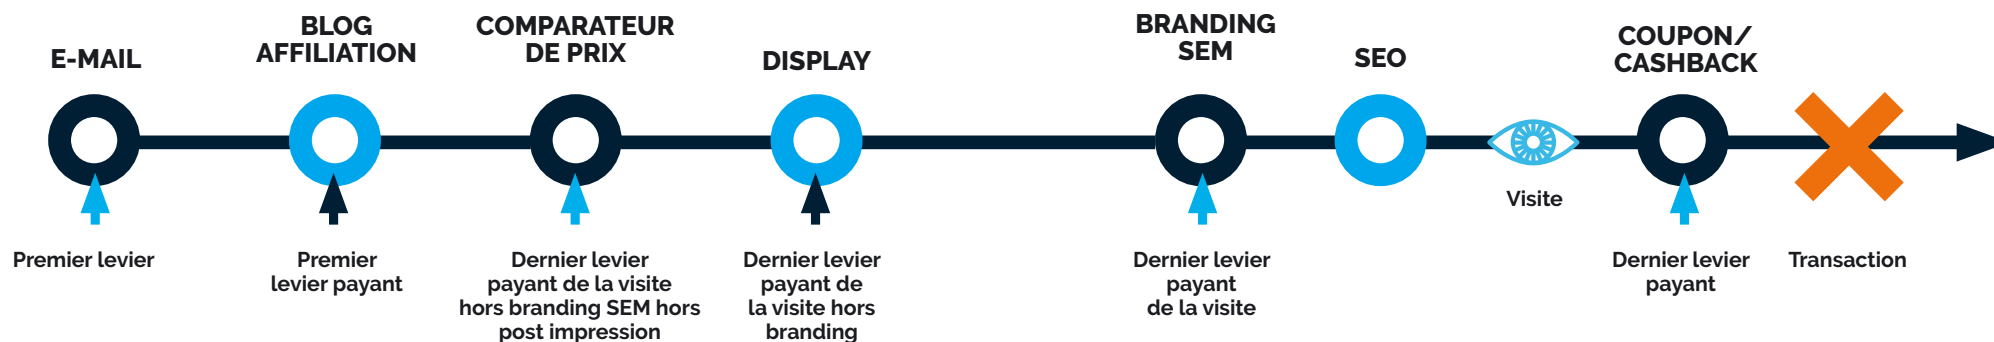 E-MAIL
BLOG
AFFILIATION
COMPARATEUR
DE PRIX
DISPLAY
BRANDING
SEM
SEO
COUPON/
CASHBACK
Visite
Premier levier
Premier
levier payant
Dernier levier
payant de la visite
hors branding SEM hors
post impression
Dernier levier
payant de
la visite hors
branding
Dernier levier
payant
de la visite
Dernier levier
payant
Transaction